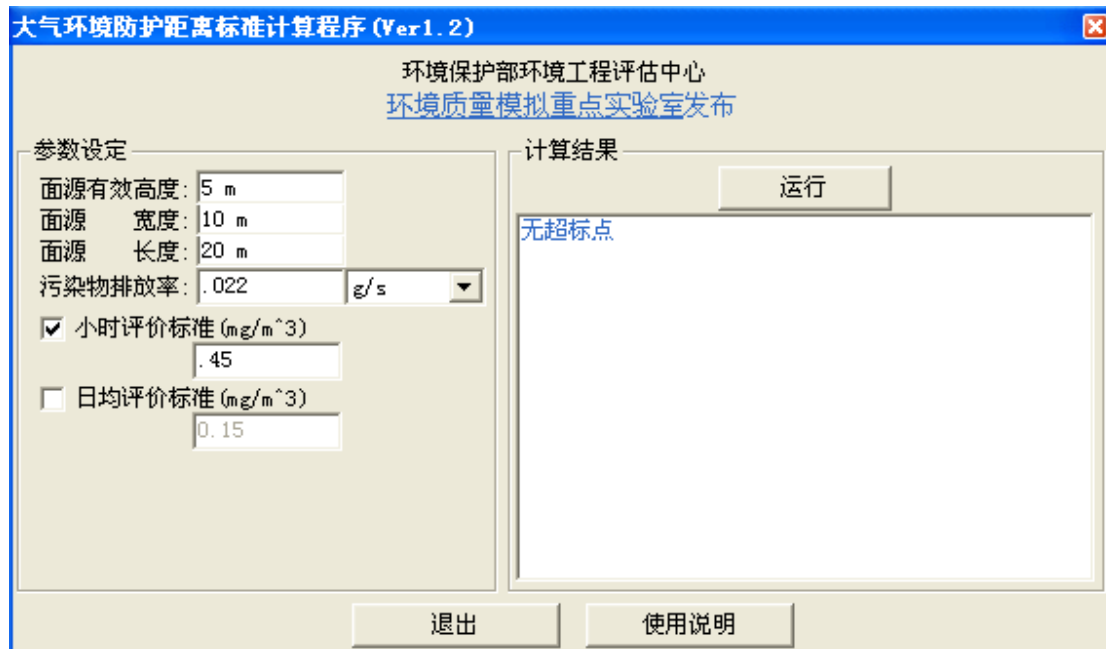 大气环境防护距离标准计算程序(Ver1.2)
环境保护部环境工程评估中心
环境质量模拟重点实验室发布
参数设定
面源有效高度: 5 m
面源 宽度: 10 m
面源 长度: 20 m
污染物排放率: .022 g/s
小时评价标准(mg/m^3)
.45
日均评价标准(mg/m^3)
0.15
计算结果
运行
无超标点
退出
使用说明